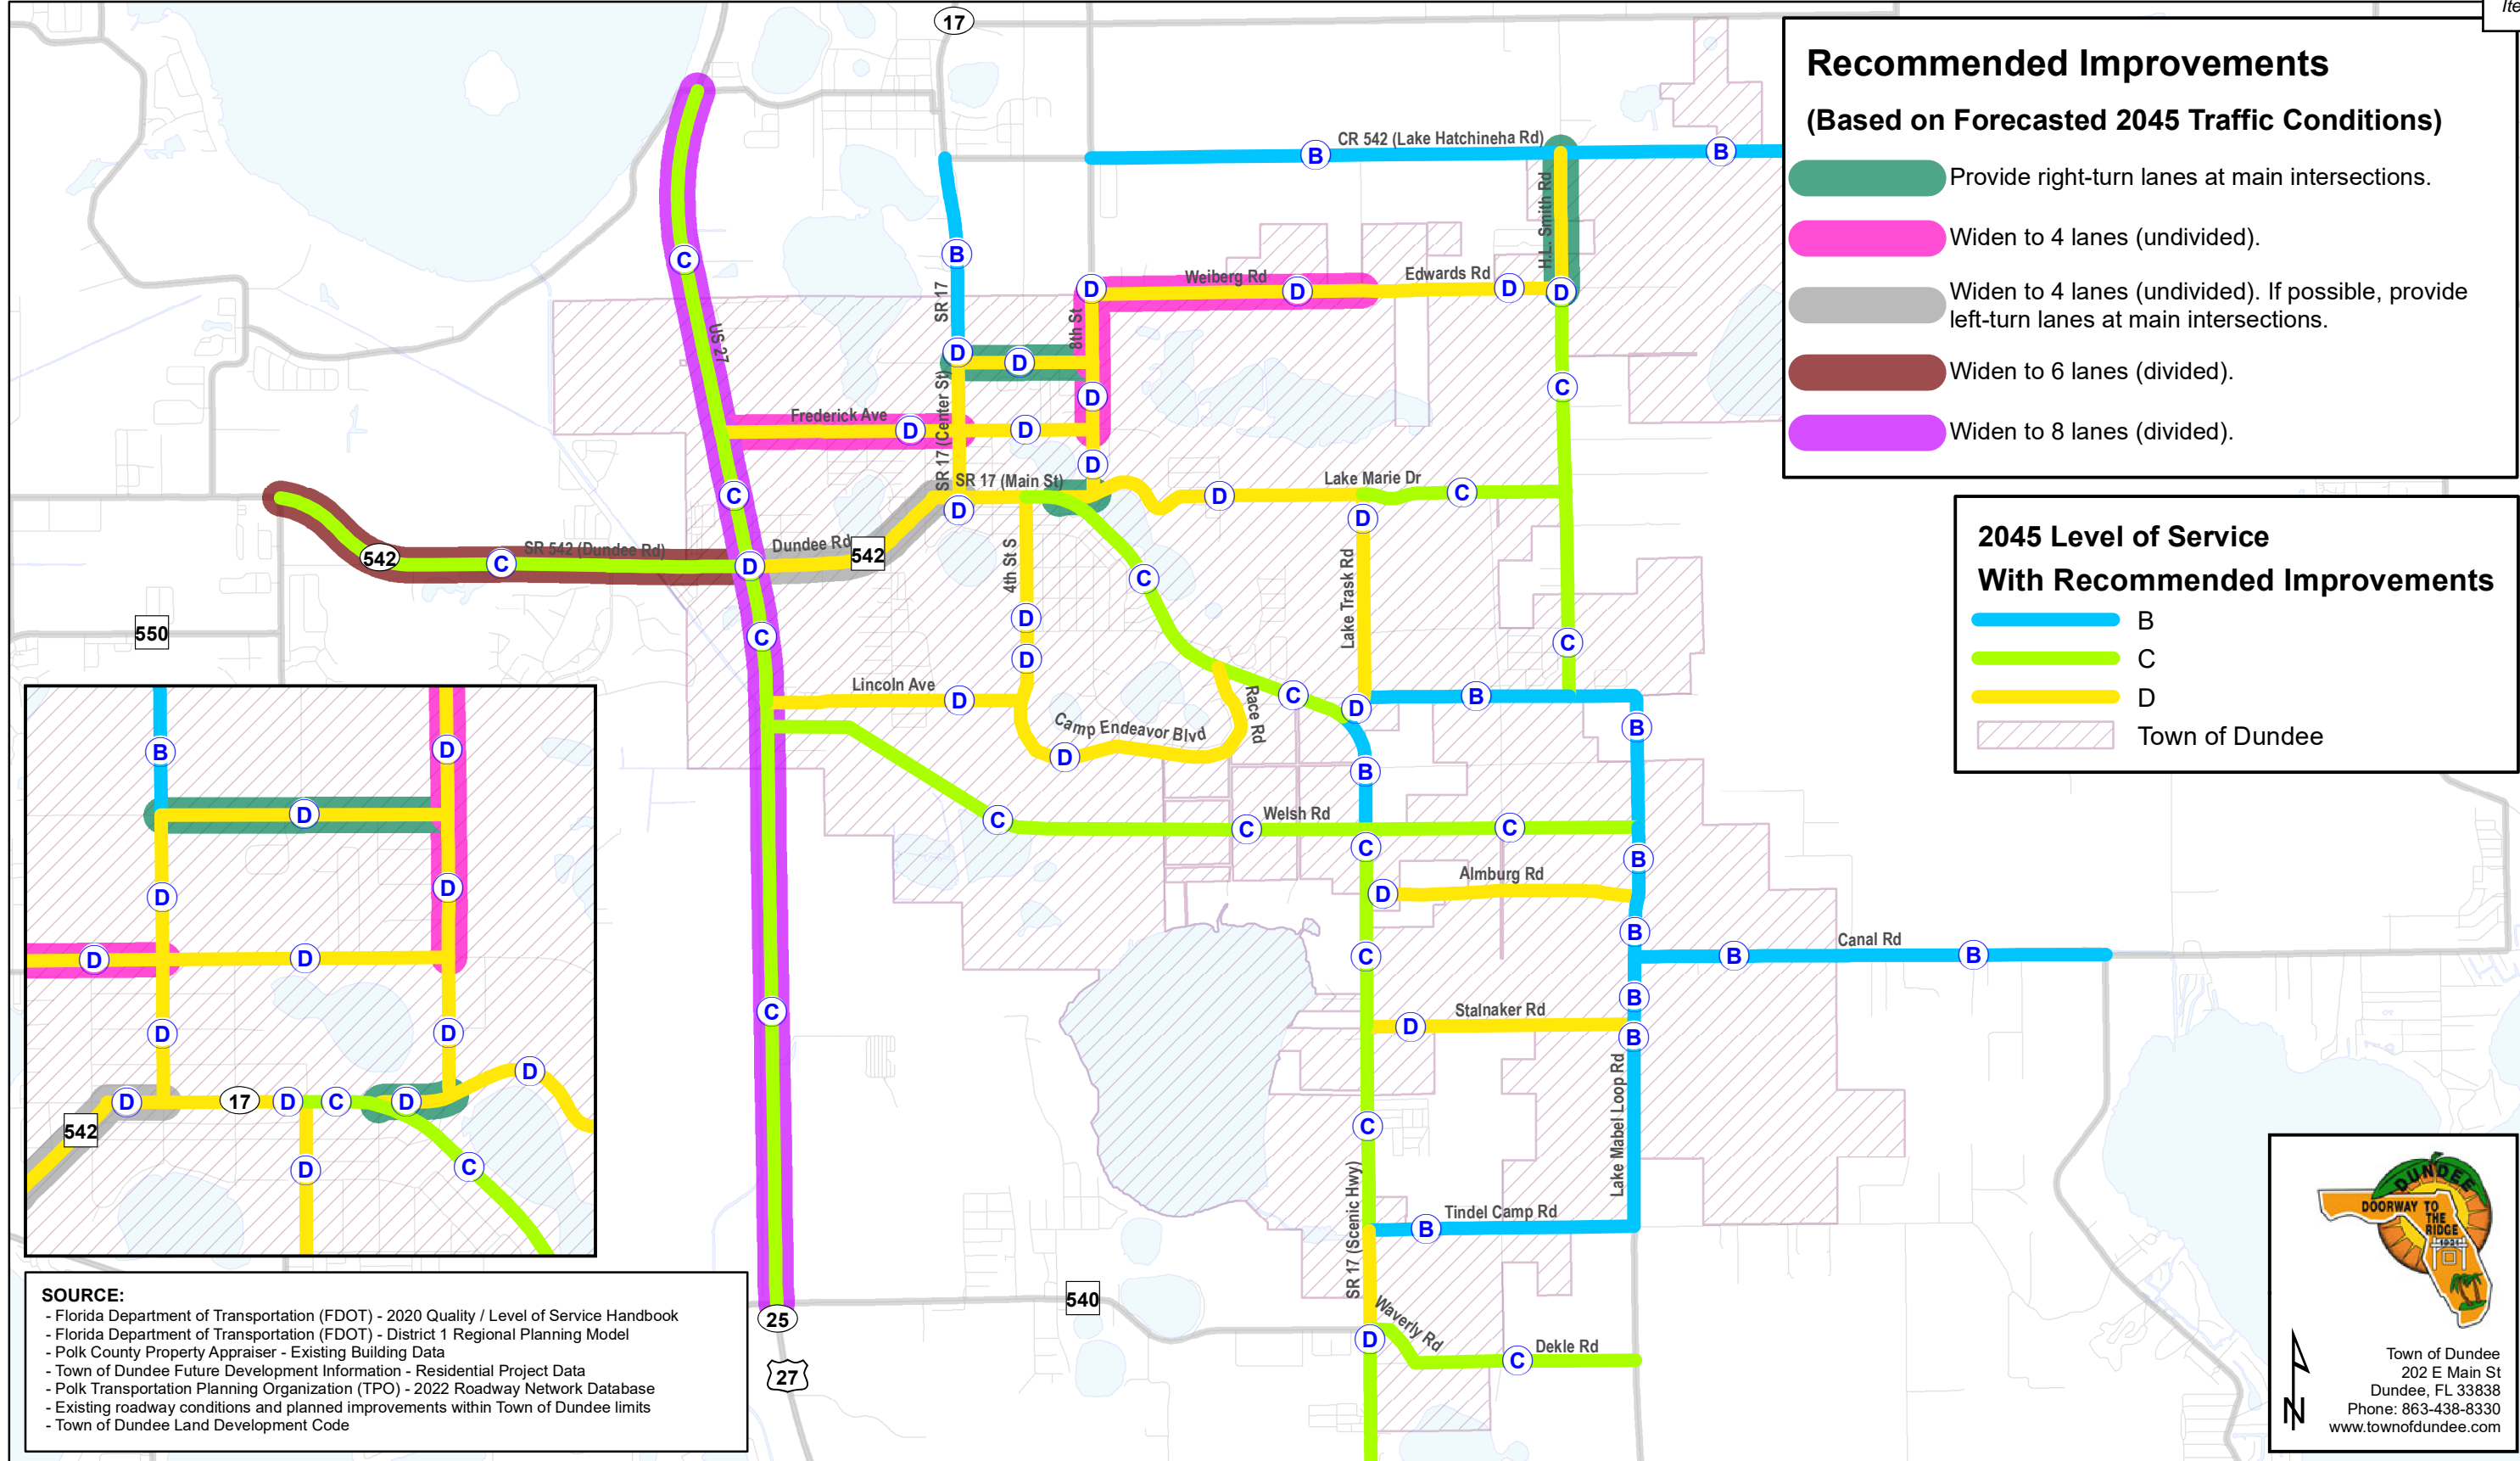 Ite
17
Recommended Improvements
(Based on Forecasted 2045 Traffic Conditions)
Provide right-turn lanes at main intersections.
Widen to 4 lanes (undivided).
Widen to 4 lanes (undivided). If possible, provide
left-turn lanes at main intersections.
Widen to 6 lanes (divided).
Widen to 8 lanes (divided).
2045 Level of Service
With Recommended Improvements
B
C
D
Town of Dundee
CR 542 (Lake Hatchineha Rd)
B
B
H.L. Smith Rd
B
C
SR 17
US 27
8th St
D
Weiberg Rd
D
Edwards Rd
D
D
D
D
D
C
SR 17 (Center St)
Frederick Ave
D
D
D
SR 17 (Main St)
D
C
D
Lake Marie Dr
C
D
D
542
C
SR 542 (Dundee Rd)
D
Dundee Rd
542
4th St S
C
Lake Trask Rd
550
C
D
D
C
Lincoln Ave
D
Camp Endeavor Blvd
D
Race Rd
C
D
B
B
B
C
C
Welsh Rd
C
C
B
Almburg Rd
D
B
C
Canal Rd
B
B
C
B
Stalnaker Rd
D
B
C
Lake Mabel Loop Rd
SR 17 (Scenic Hwy)
Tindel Camp Rd
B
540
25
27
Waverly Rd
D
Dekle Rd
C
B
D
D
D
D
D
D
D
D
D
D
17
D
C
D
542
D
C
SOURCE:
- Florida Department of Transportation (FDOT) - 2020 Quality / Level of Service Handbook
- Florida Department of Transportation (FDOT) - District 1 Regional Planning Model
- Polk County Property Appraiser - Existing Building Data
- Town of Dundee Future Development Information - Residential Project Data
- Polk Transportation Planning Organization (TPO) - 2022 Roadway Network Database
- Existing roadway conditions and planned improvements within Town of Dundee limits
- Town of Dundee Land Development Code
DUNDEE
DOORWAY TO
THE
RIDGE
N
Town of Dundee
202 E Main St
Dundee, FL 33838
Phone: 863-438-8330
www.townofdundee.com